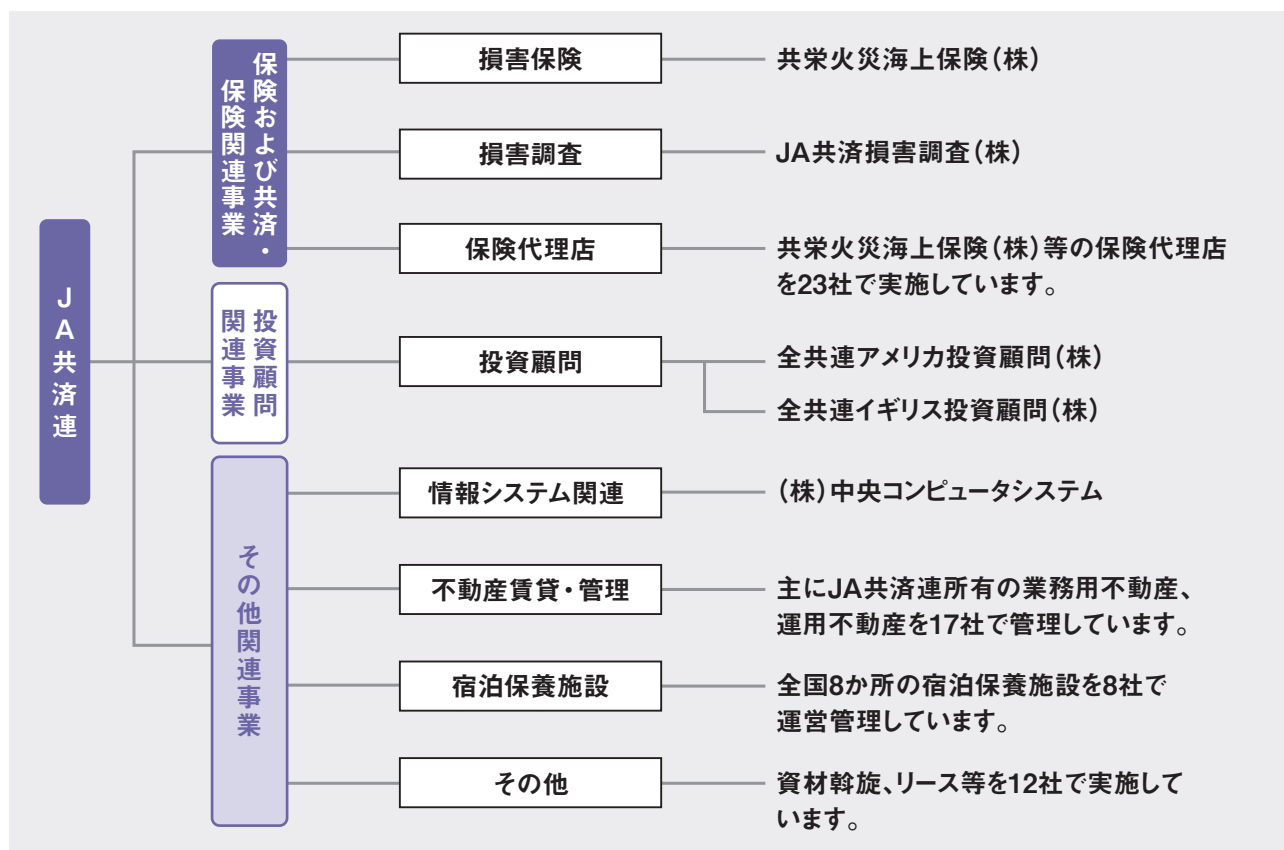 JA共済連
保険および共済・
保険関連事業
損害保険
共栄火災海上保険(株)
損害調査
JA共済損害調査(株)
保険代理店
共栄火災海上保険(株)等の保険代理店
を23社で実施しています。
投資顧問
関連事業
投資顧問
全共連アメリカ投資顧問(株)
全共連イギリス投資顧問(株)
その他関連事業
情報システム関連
(株)中央コンピュータシステム
不動産賃貸・管理
主にJA共済連所有の業務用不動産、
運用不動産を17社で管理しています。
宿泊保養施設
全国8か所の宿泊保養施設を8社で
運営管理しています。
その他
資材斡旋、リース等を12社で実施して
います。